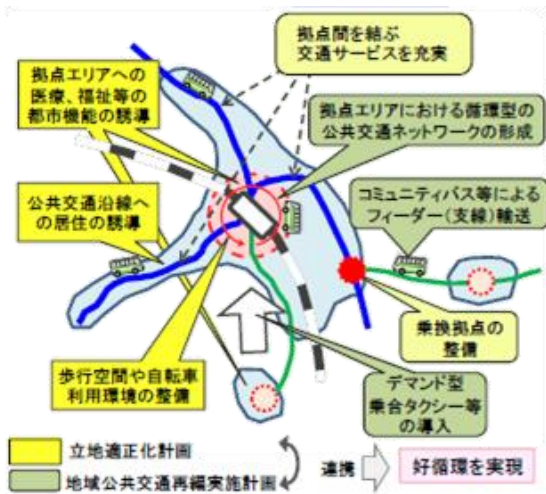 拠点間を結ぶ
交通サービスを充実
拠点エリアへの
医療、福祉等の
都市機能の誘導
拠点エリアにおける循環型の
公共交通ネットワークの形成
公共交通沿線へ
の居住の誘導
コミュニティバス等による
フィーダー(支線)輸送
乗換拠点の
整備
歩行空間や自転車
利用環境の整備
デマンド型
乗合タクシー等
の導入
立地適正化計画
地域公共交通再編実施計画
連携
好循環を実現